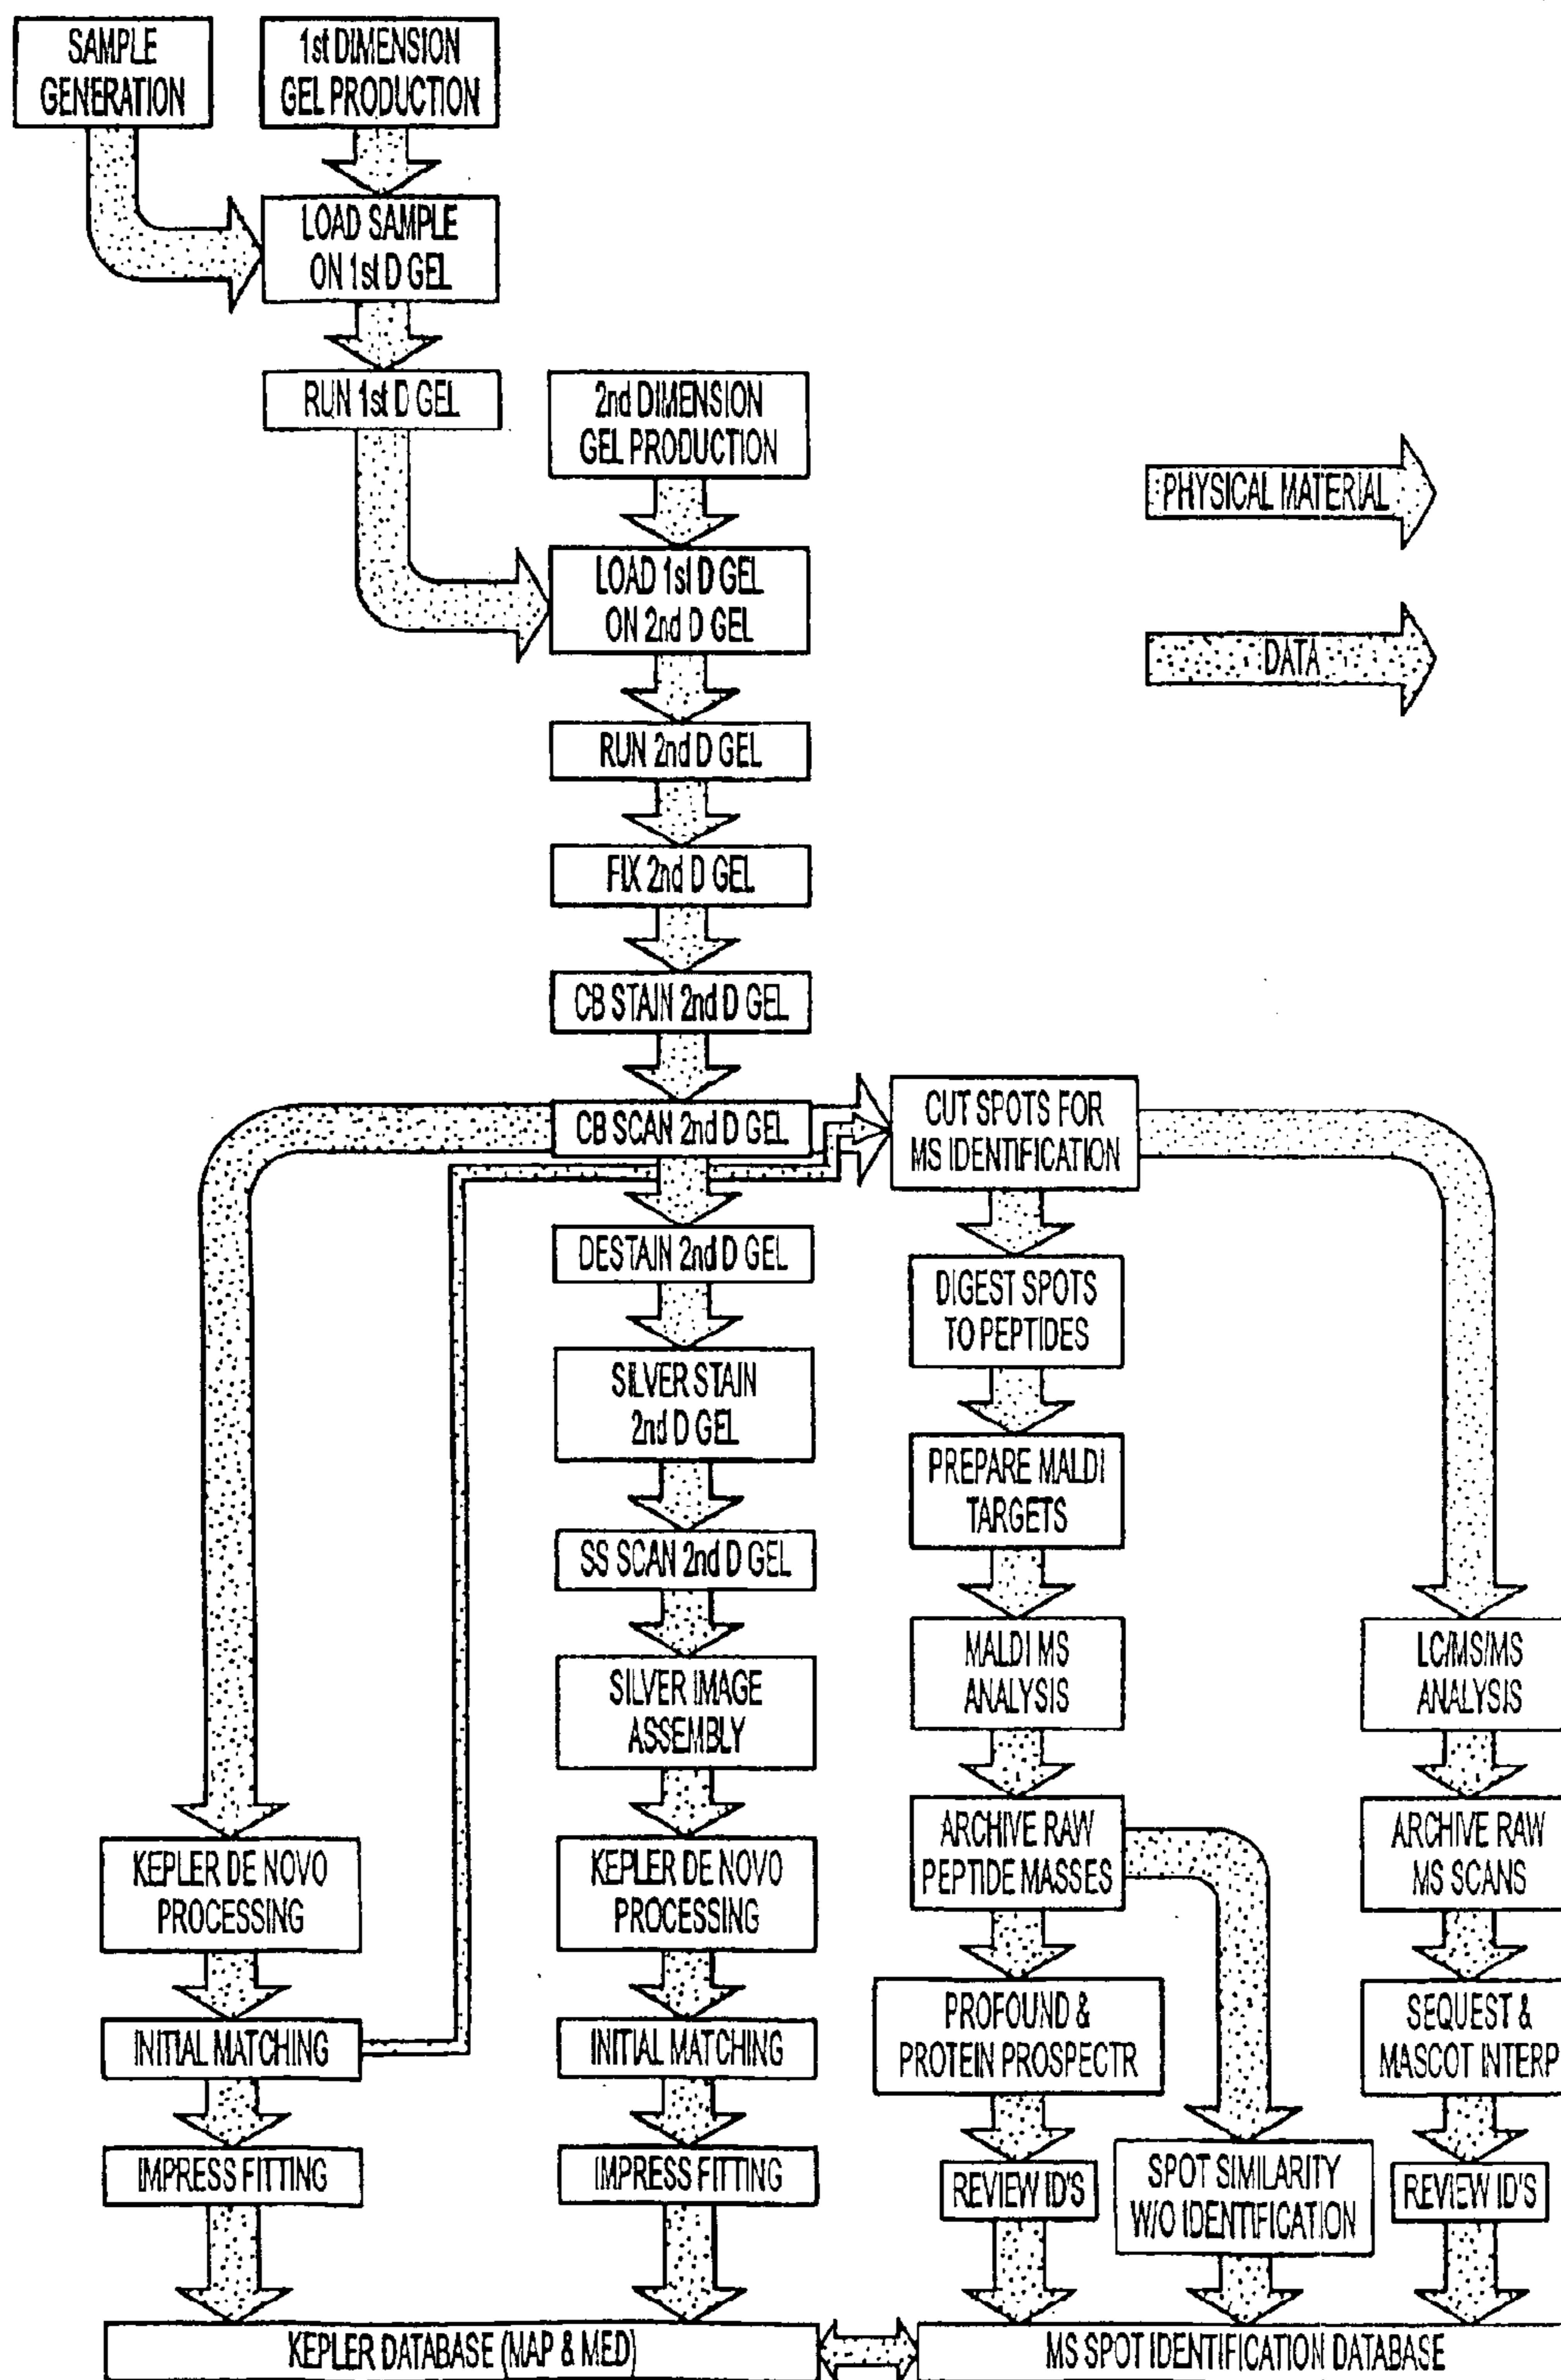 SAMPLE
GENERATION
1st DIMENSION
GEL PRODUCTION
LOAD SAMPLE
ON 1st D GEL
RUN 1st D GEL
2nd DIMENSION
GEL PRODUCTION
PHYSICAL MATERIAL
LOAD 1st D GEL
ON 2nd D GEL
DATA
RUN 2nd D GEL
FIX 2nd D GEL
CB STAIN 2nd D GEL
CB SCAN 2nd D GEL
CUT SPOTS FOR
MS IDENTIFICATION
DESTAIN 2nd D GEL
DIGEST SPOTS
TO PEPTIDES
SILVER STAIN
2nd D GEL
PREPARE MALDI
TARGETS
SS SCAN 2nd D GEL
MALDI MS
ANALYSIS
LC/MS/MS
ANALYSIS
SILVER IMAGE
ASSEMBLY
KEPLER DE NOVO
PROCESSING
KEPLER DE NOVO
PROCESSING
ARCHIVE RAW
PEPTIDE MASSES
ARCHIVE RAW
MS SCANS
INITIAL MATCHING
INITIAL MATCHING
PROFOUND &
PROTEIN PROSPECTR
SEQUEST &
MASCOT INTERP
IMPRESS FITTING
IMPRESS FITTING
REVIEW ID'S
SPOT SIMILARITY
W/O IDENTIFICATION
REVIEW ID'S
KEPLER DATABASE (MAP & MED)
MS SPOT IDENTIFICATION DATABASE